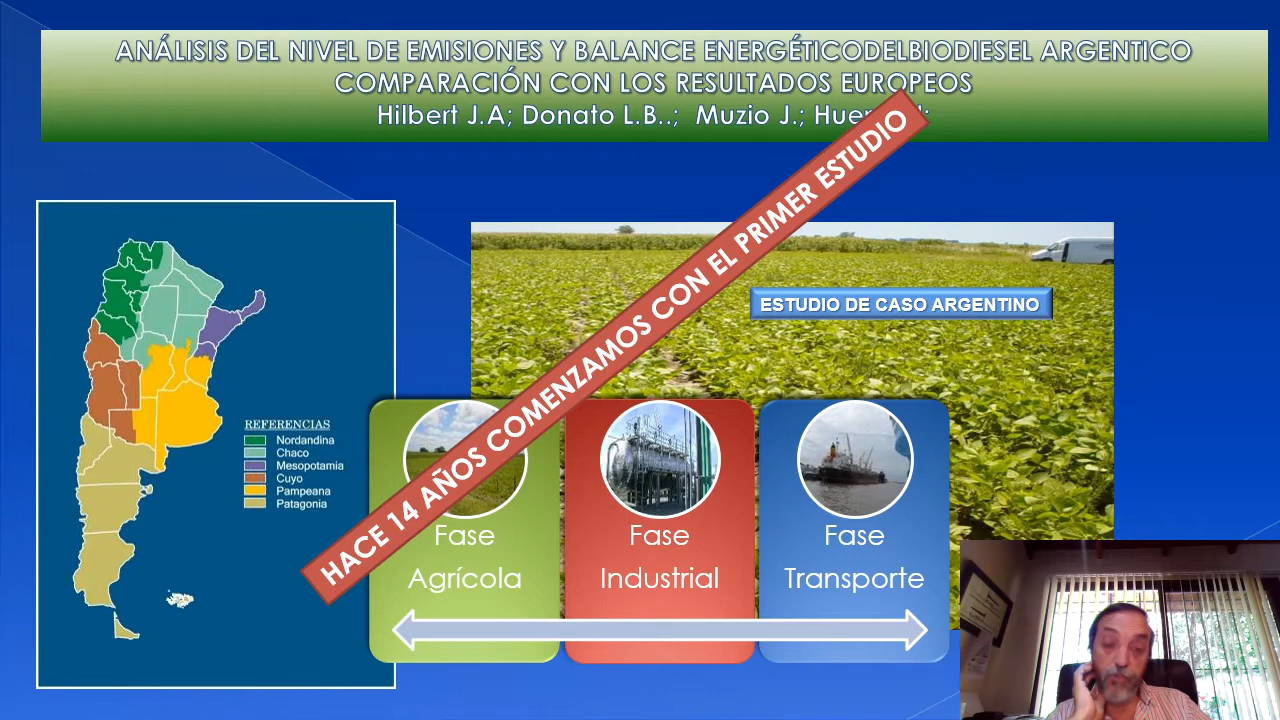 ANÁLISIS DEL NIVEL DE EMISIONES Y BALANCE ENERGÉTICODELBIODIESEL ARGENTICO
COMPARACIÓN CON LOS RESULTADOS EUROPEOS
Hilbert J.A; Donato L.B..; Muzio J.;
HACE 14 AÑOS COMENZAMOS CON EL PRIMER ESTUDIO
ESTUDIO DE CASO ARGENTINO
REFERENCIAS
Nordandina
Chaco
Mesopotamia
Cuyo
Pampeana
Patagonia
Fase
Agrícola
Fase
Industrial
Fase
Transporte